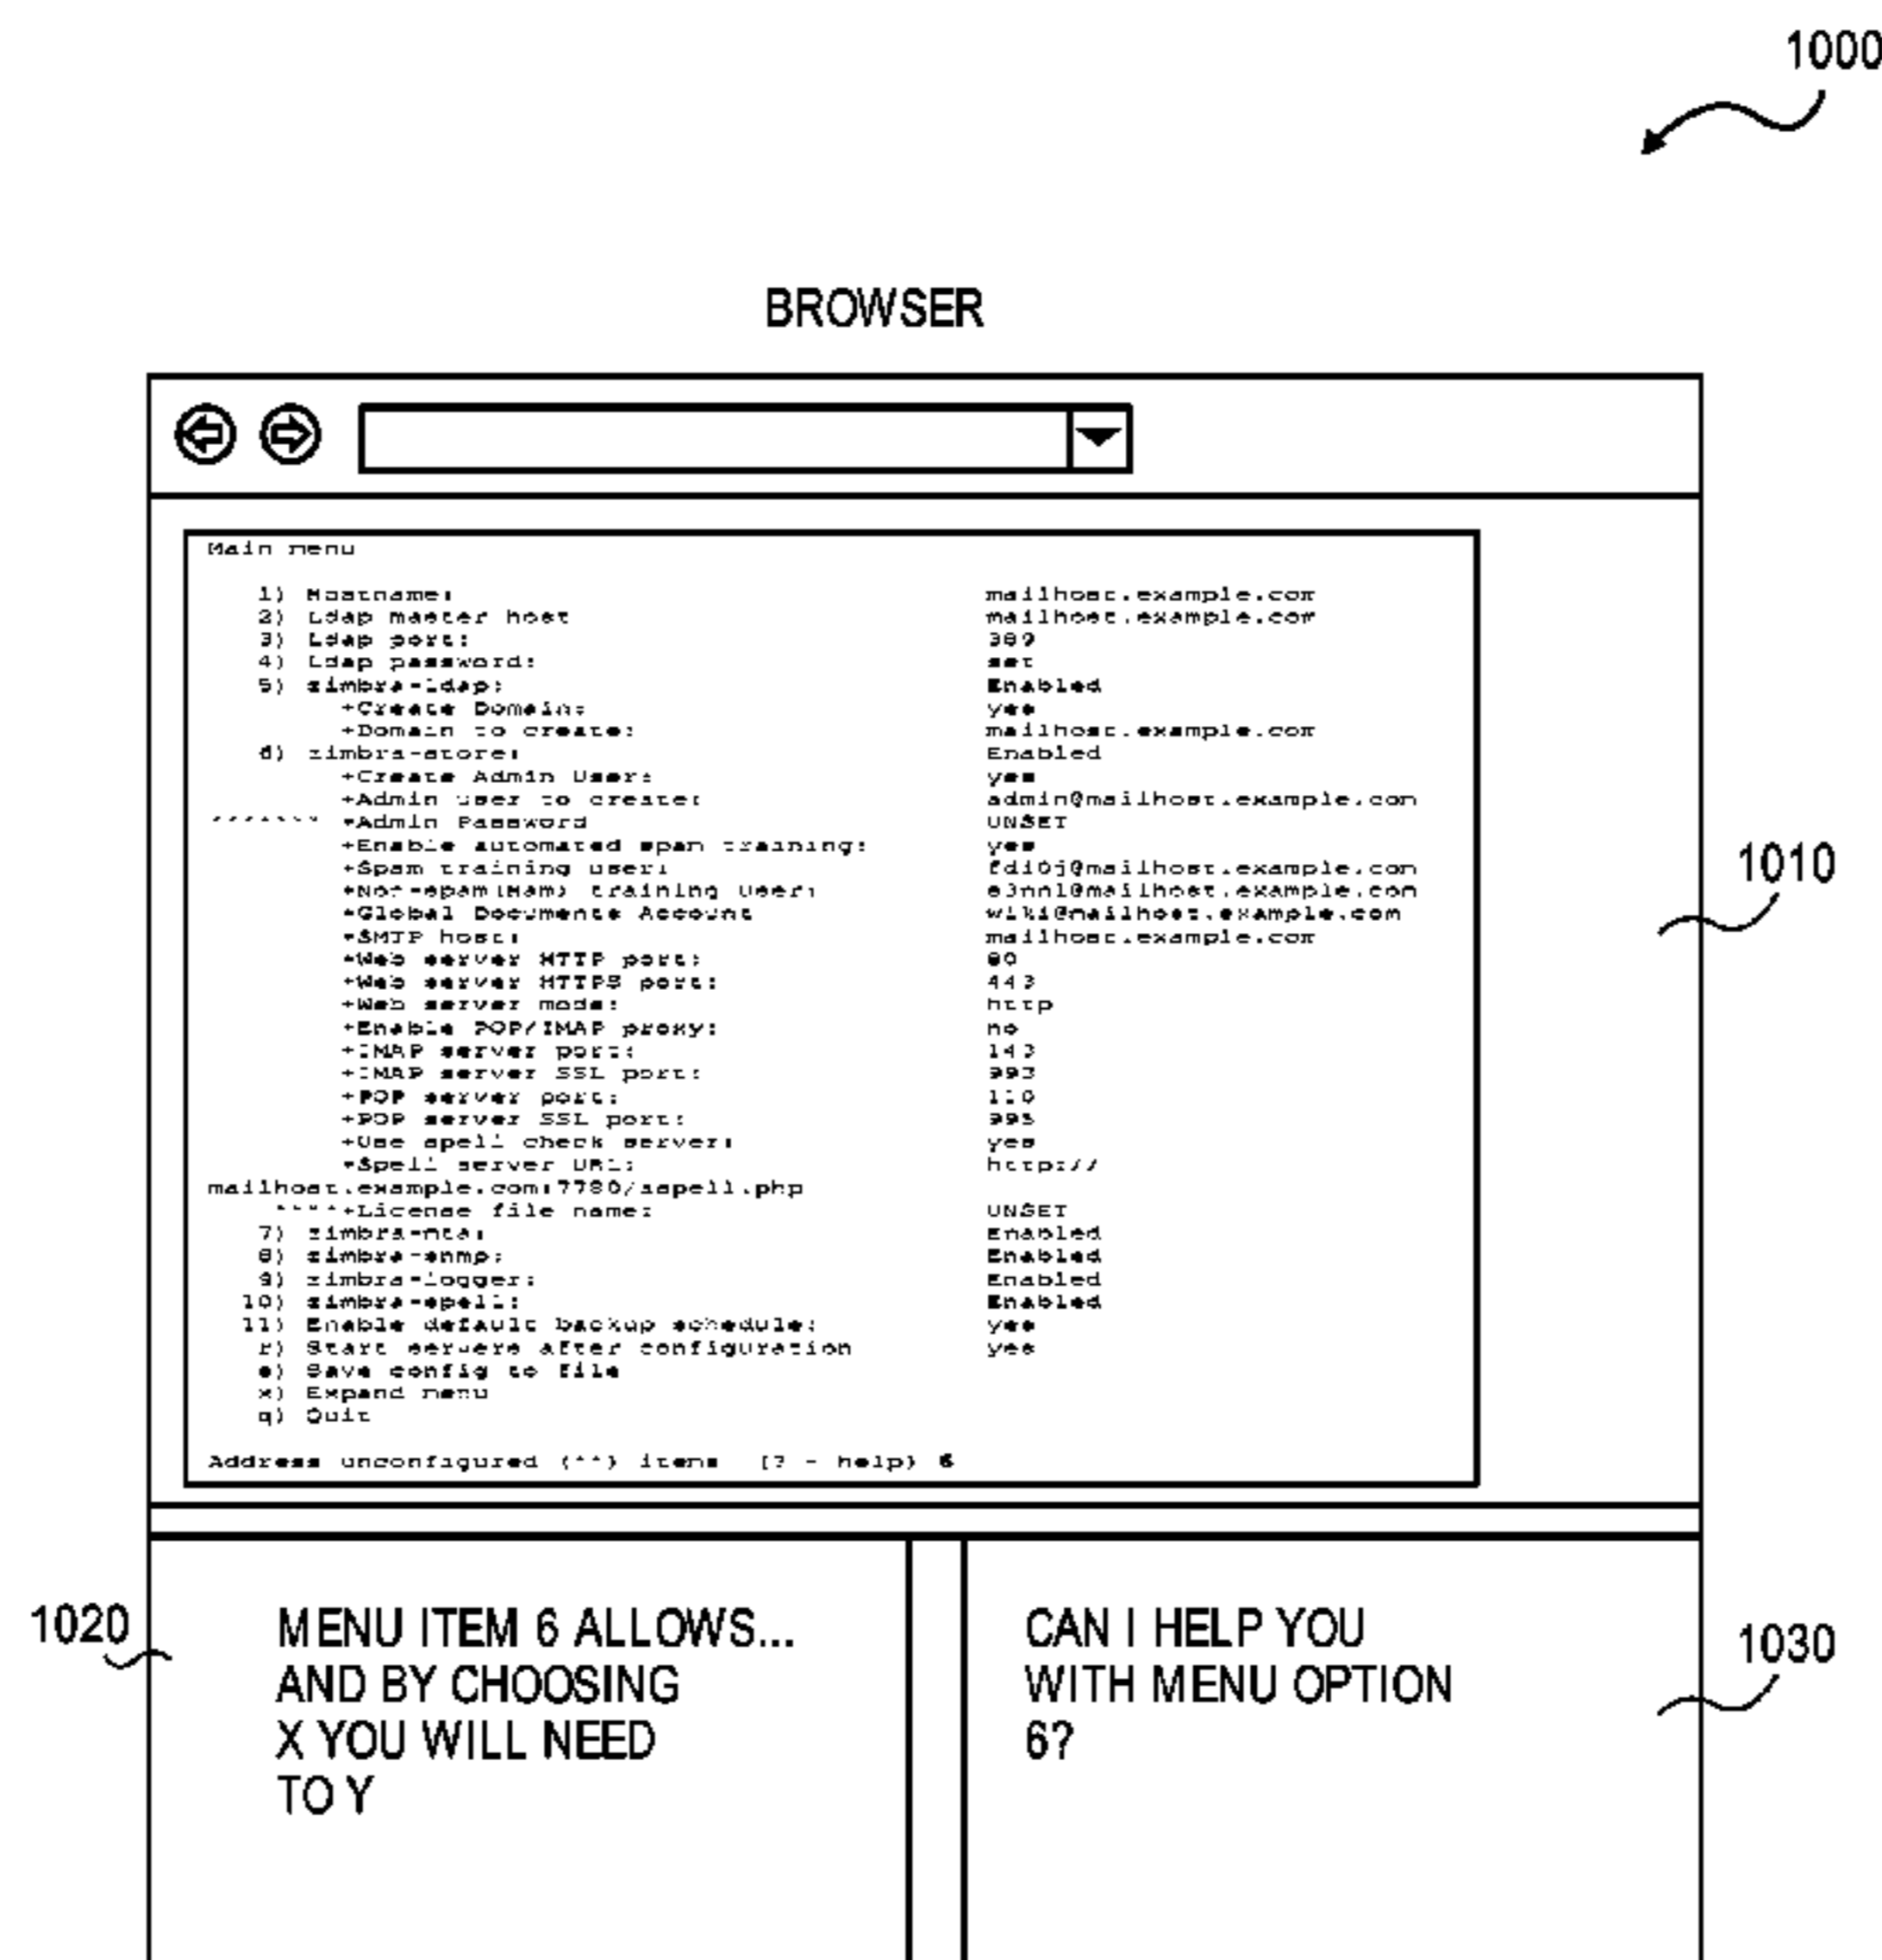 1000
BROWSER
Main menu
1) Hostname: mailhost.example.com
2) Ldap master host mailhost.example.com
3) Ldap port: 389
4) Ldap password: set
5) zimbra-ldap: Enabled
+Create Domain: yes
+Domain to create: mailhost.example.com
6) zimbra-store: Enabled
+Create Admin User: yes
+Admin user to create: admin@mailhost.example.com
******* +Admin Password UNSET
+Enable automated spam training: yes
+Spam training user: @mailhost.example.com
+Non-spam(Ham) training user: @mailhost.example.com
+Global Documents Account wiki@mailhost.example.com
+SMTP host: mailhost.example.com
+Web server HTTP port: 80
+Web server HTTPS port: 443
+Web server mode: http
+Enable POP/IMAP proxy: no
+IMAP server port: 143
+IMAP server SSL port: 993
+POP server port: 110
+POP server SSL port: 995
+Use spell check server: yes
+Spell server URL: http://
mailhost.example.com:7780/aspell.php
*****+License file name: UNSET
7) zimbra-mta: Enabled
8) zimbra-snmp: Enabled
9) zimbra-logger: Enabled
10) zimbra-spell: Enabled
11) Enable default backup schedule: yes
r) Start servers after configuration yes
s) Save config to file
x) Expand menu
q) Quit
Address unconfigured (**) items (? - help) 6
1010
1020
MENU ITEM 6 ALLOWS...
AND BY CHOOSING
X YOU WILL NEED
TO Y
CAN I HELP YOU
WITH MENU OPTION
6?
1030